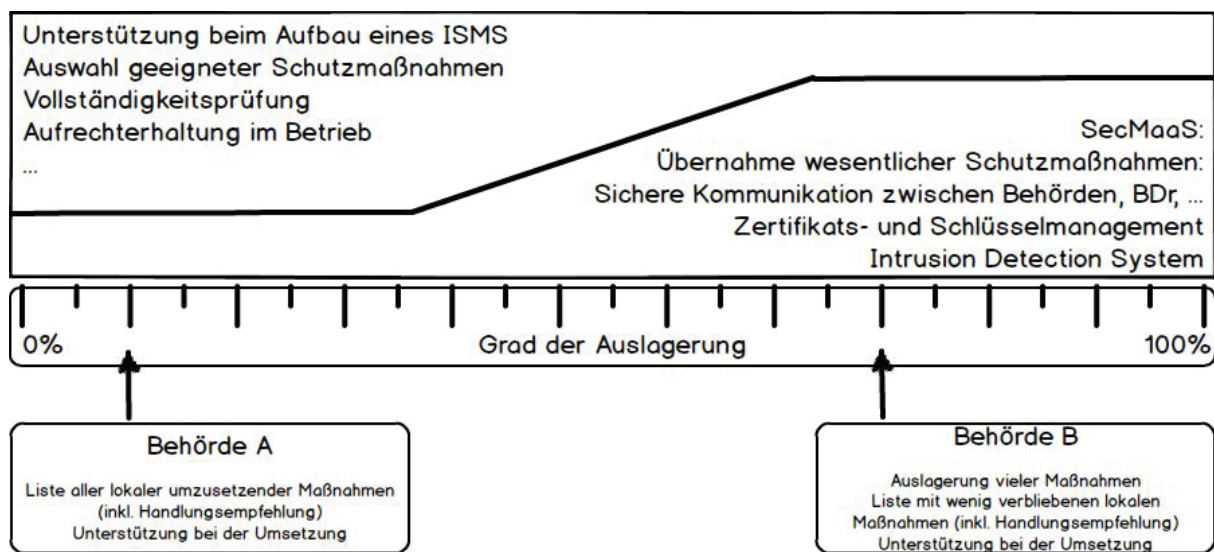 Unterstützung beim Aufbau eines ISMS
Auswahl geeigneter Schutzmaßnahmen
Vollständigkeitsprüfung
Aufrechterhaltung im Betrieb
...
SecMaaS:
Übernahme wesentlicher Schutzmaßnahmen:
Sichere Kommunikation zwischen Behörden, BDr, ...
Zertifikats- und Schlüsselmanagement
Intrusion Detection System
0%
Grad der Auslagerung
100%
Behörde A
Liste aller lokaler umzusetzender Maßnahmen
(inkl. Handlungsempfehlung)
Unterstützung bei der Umsetzung
Behörde B
Auslagerung vieler Maßnahmen
Liste mit wenig verbliebenen lokalen
Maßnahmen (inkl. Handlungsempfehlung)
Unterstützung bei der Umsetzung